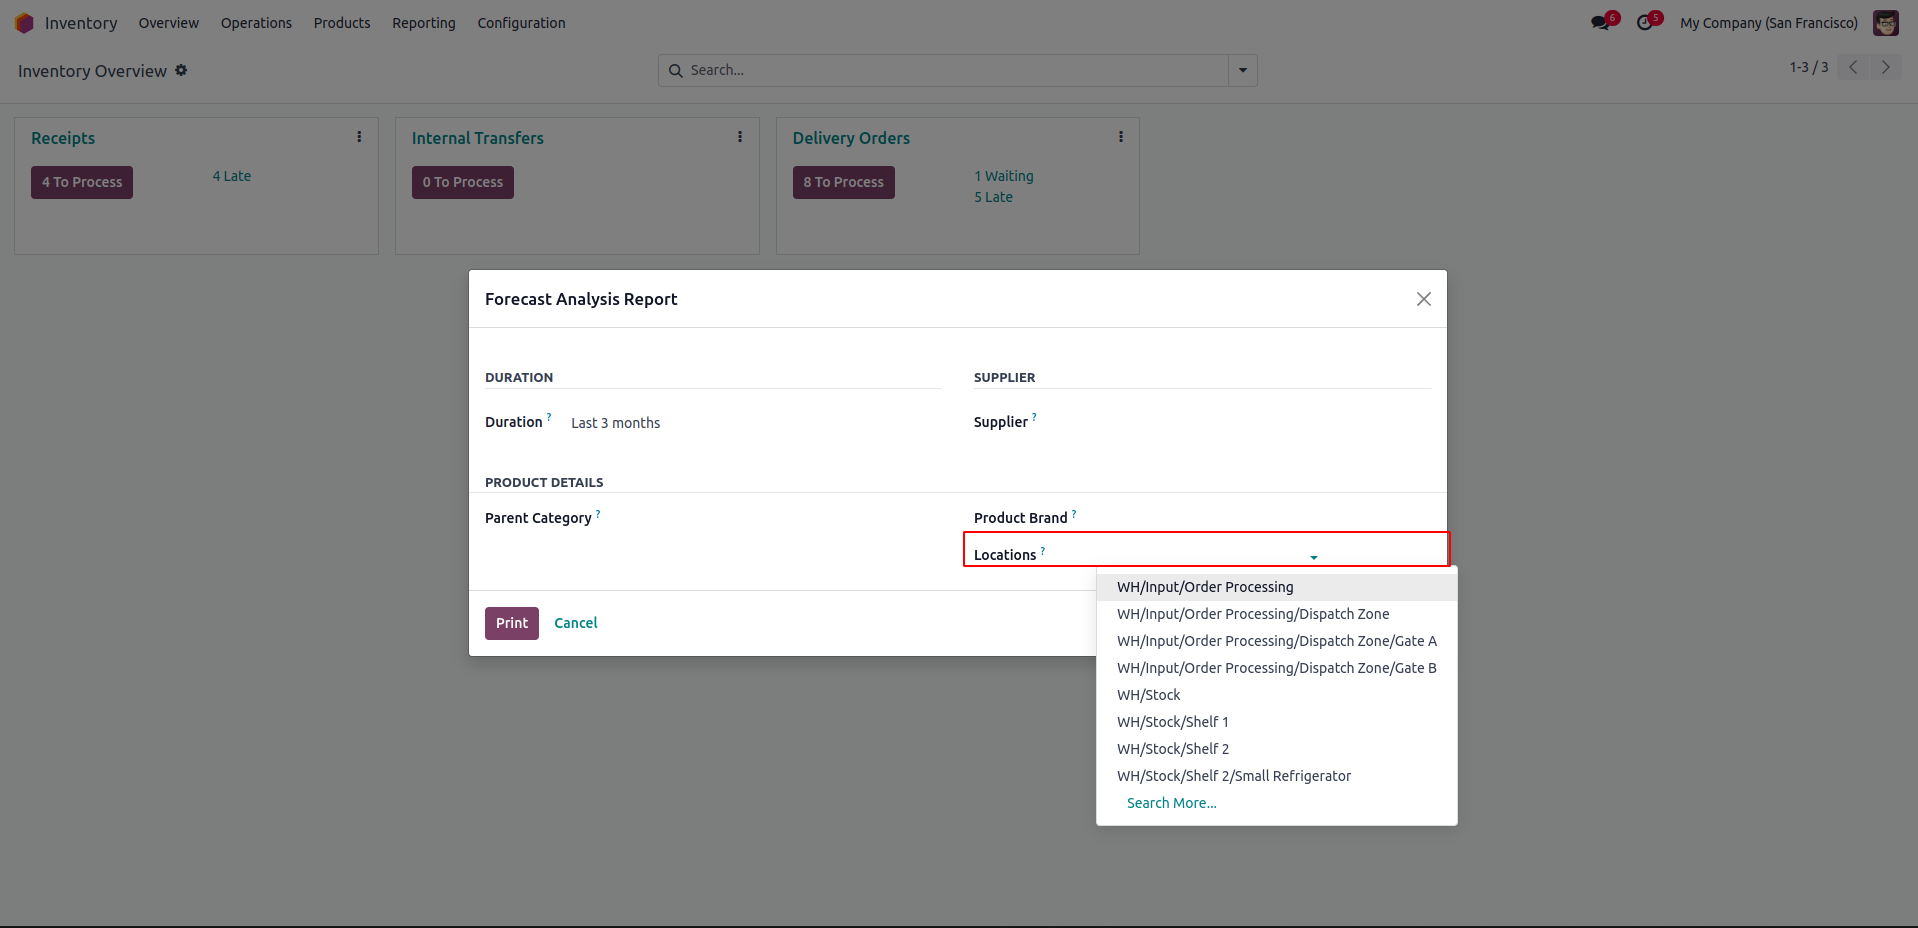 Inventory Overview Operations Products Reporting Configuration 6 5 My Company (San Francisco)
Inventory Overview Search... 1-3 / 3
Receipts Internal Transfers Delivery Orders
4 To Process 4 Late 0 To Process 8 To Process 1 Waiting
5 Late
Forecast Analysis Report
DURATION SUPPLIER
Duration ? Last 3 months Supplier ?
PRODUCT DETAILS
Parent Category ? Product Brand ?
Locations ?
WH/Input/Order Processing
WH/Input/Order Processing/Dispatch Zone
WH/Input/Order Processing/Dispatch Zone/Gate A
WH/Input/Order Processing/Dispatch Zone/Gate B
WH/Stock
WH/Stock/Shelf 1
WH/Stock/Shelf 2
WH/Stock/Shelf 2/Small Refrigerator
Search More...
Print Cancel